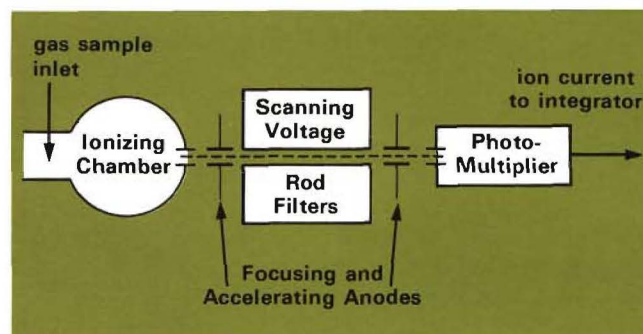 gas sample
inlet
Ionizing
Chamber
Scanning
Voltage
Rod
Filters
Focusing and
Accelerating Anodes
Photo-
Multiplier
ion current
to integrator